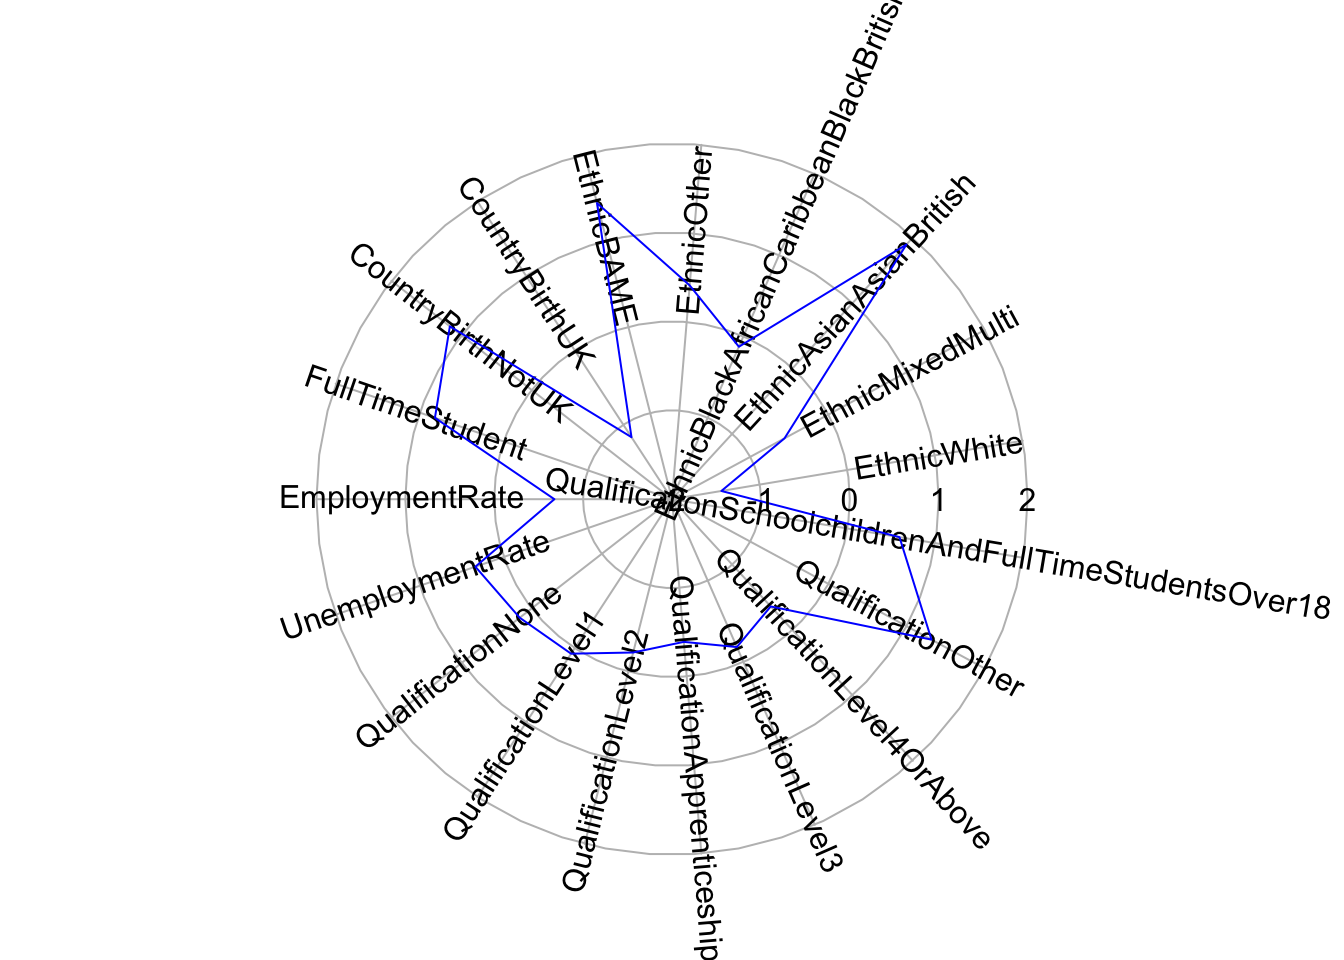 EthnicWhite
EthnicMixedMulti
EthnicAsianAsianBritish
EthnicBlackAfricanCaribbeanBlackBritish
EthnicOther
EthnicBAME
CountryBirthUK
CountryBirthNotUK
FullTimeStudent
EmploymentRate
UnemploymentRate
QualificationNone
QualificationLevel1
QualificationLevel2
QualificationApprenticeship
QualificationLevel3
QualificationLevel4OrAbove
QualificationOther
QualificationSchoolchildrenAndFullTimeStudentsOver18
-2 -1 0 1 2